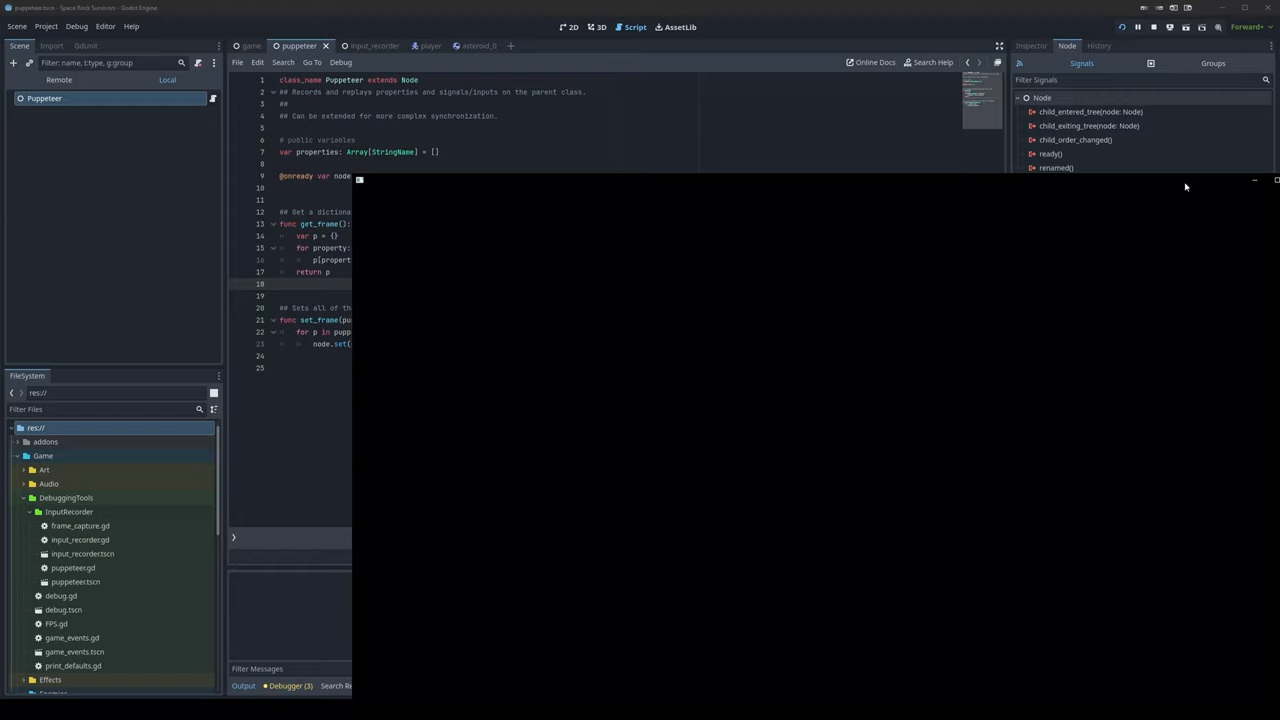 puppeteer.tscn - Space Rock Survivors - Godot Engine
Scene Project Debug Editor Help
2D 3D Script AssetLib
Forward+
Scene Import GdUnit
game puppeteer input_recorder player asteroid_ti
Inspector Node History
Filter: name, t:type, g:group
File Edit Search Go To Debug
Online Docs Search Help
Signals Groups
Remote Local
Filter Signals
Puppeteer
Node
child_entered_tree(node: Node)
child_exiting_tree(node: Node)
child_order_changed()
ready()
renamed()
1 class_name Puppeteer extends Node
2 ## Records and replays properties and signals/inputs on the parent class.
3 ##
4 ## Can be extended for more complex synchronization.
5
6 # public variables
7 var properties: Array[StringName] = []
8
9 @onready var node
10
11
12 ## Get a dictiona
13 func get_frame():
14 var p = {}
15 for property:
16 p[propert
17 return p
18
19
20 ## Sets all of th
21 func set_frame(pu
22 for p in pupp
23 node.set(
24
25
FileSystem
res://
Filter Files
res://
addons
Game
Art
Audio
DebuggingTools
InputRecorder
frame_capture.gd
input_recorder.gd
input_recorder.tscn
puppeteer.gd
puppeteer.tscn
debug.gd
debug.tscn
FPS.gd
game_events.gd
game_events.tscn
print_defaults.gd
Effects
Enemies
Filter Messages
Output Debugger (3) Search Re